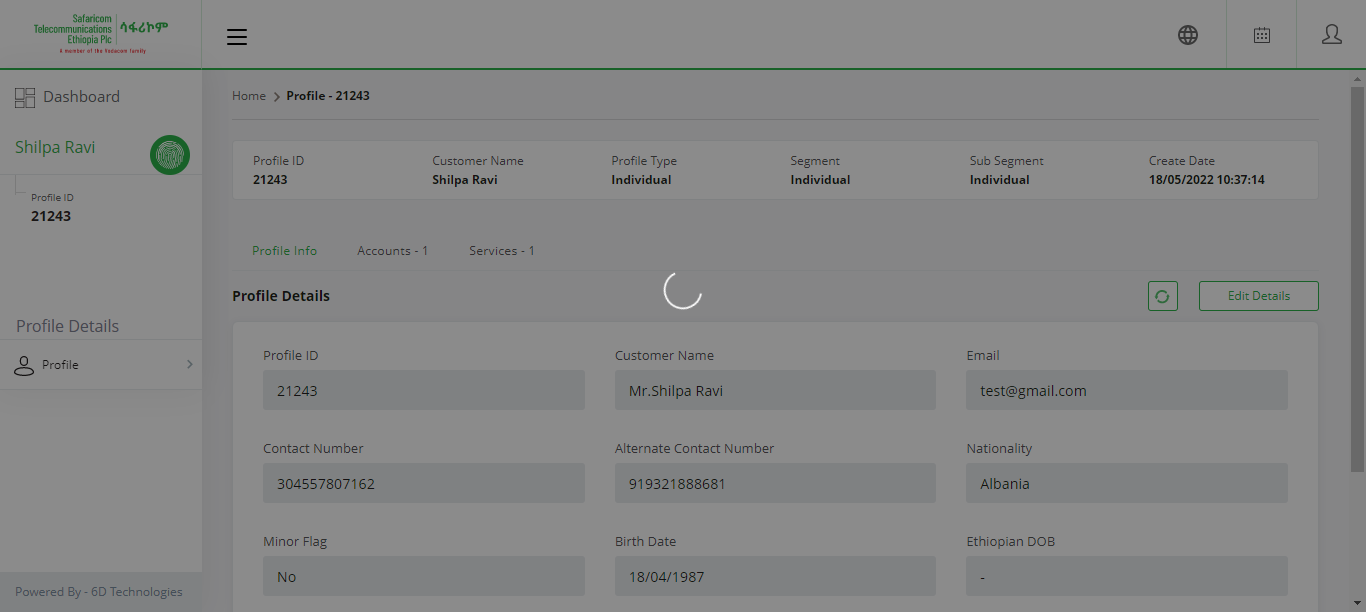 Safaricom
Telecommunications
Ethiopia Plc
ሳፋሪኮም
A member of the Vodacom family
Dashboard
Shilpa Ravi
Profile ID
21243
Profile Details
Profile
Powered By - 6D Technologies
Home
Profile - 21243
Profile ID
21243
Customer Name
Shilpa Ravi
Profile Type
Individual
Segment
Individual
Sub Segment
Individual
Create Date
18/05/2022 10:37:14
Profile Info
Accounts - 1
Services - 1
Profile Details
Edit Details
Profile ID
21243
Customer Name
Mr.Shilpa Ravi
Email
test@gmail.com
Contact Number
304557807162
Alternate Contact Number
919321888681
Nationality
Albania
Minor Flag
No
Birth Date
18/04/1987
Ethiopian DOB
-